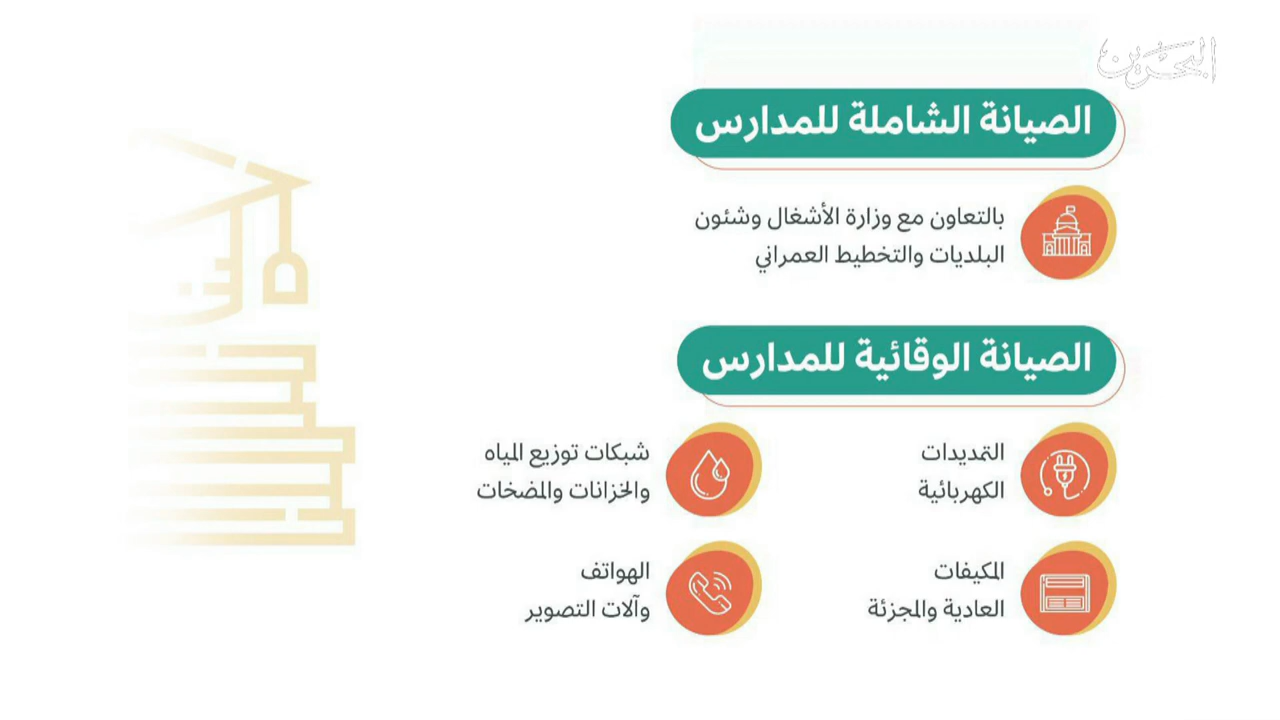 البحرين
الصيانة الشاملة للمدارس
بالتعاون مع وزارة الأشغال وشئون
البلديات والتخطيط العمراني
الصيانة الوقائية للمدارس
التمديدات
الكهربائية
شبكات توزيع المياه
والخزانات والمضخات
المكيفات
العادية والمجزئة
الهواتف
وآلات التصوير